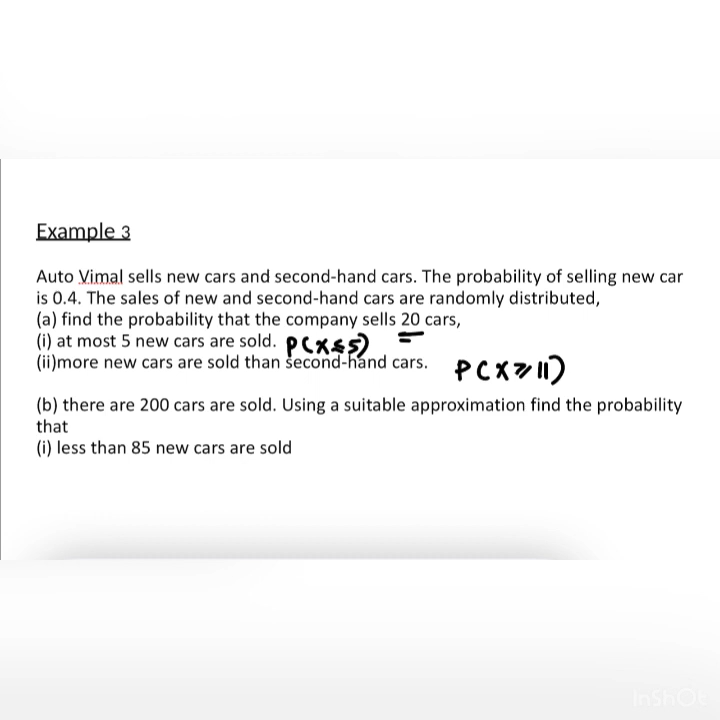 Example 3
Auto Vimal sells new cars and second-hand cars. The probability of selling new car
is 0.4. The sales of new and second-hand cars are randomly distributed,
(a) find the probability that the company sells 20 cars,
(i) at most 5 new cars are sold. P(X≤5)
(ii)more new cars are sold than second-hand cars. P(X≥11)
(b) there are 200 cars are sold. Using a suitable approximation find the probability
that
(i) less than 85 new cars are sold
InShOt